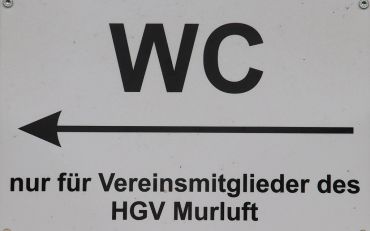 WC
nur für Vereinsmitglieder des
HGV Murluft